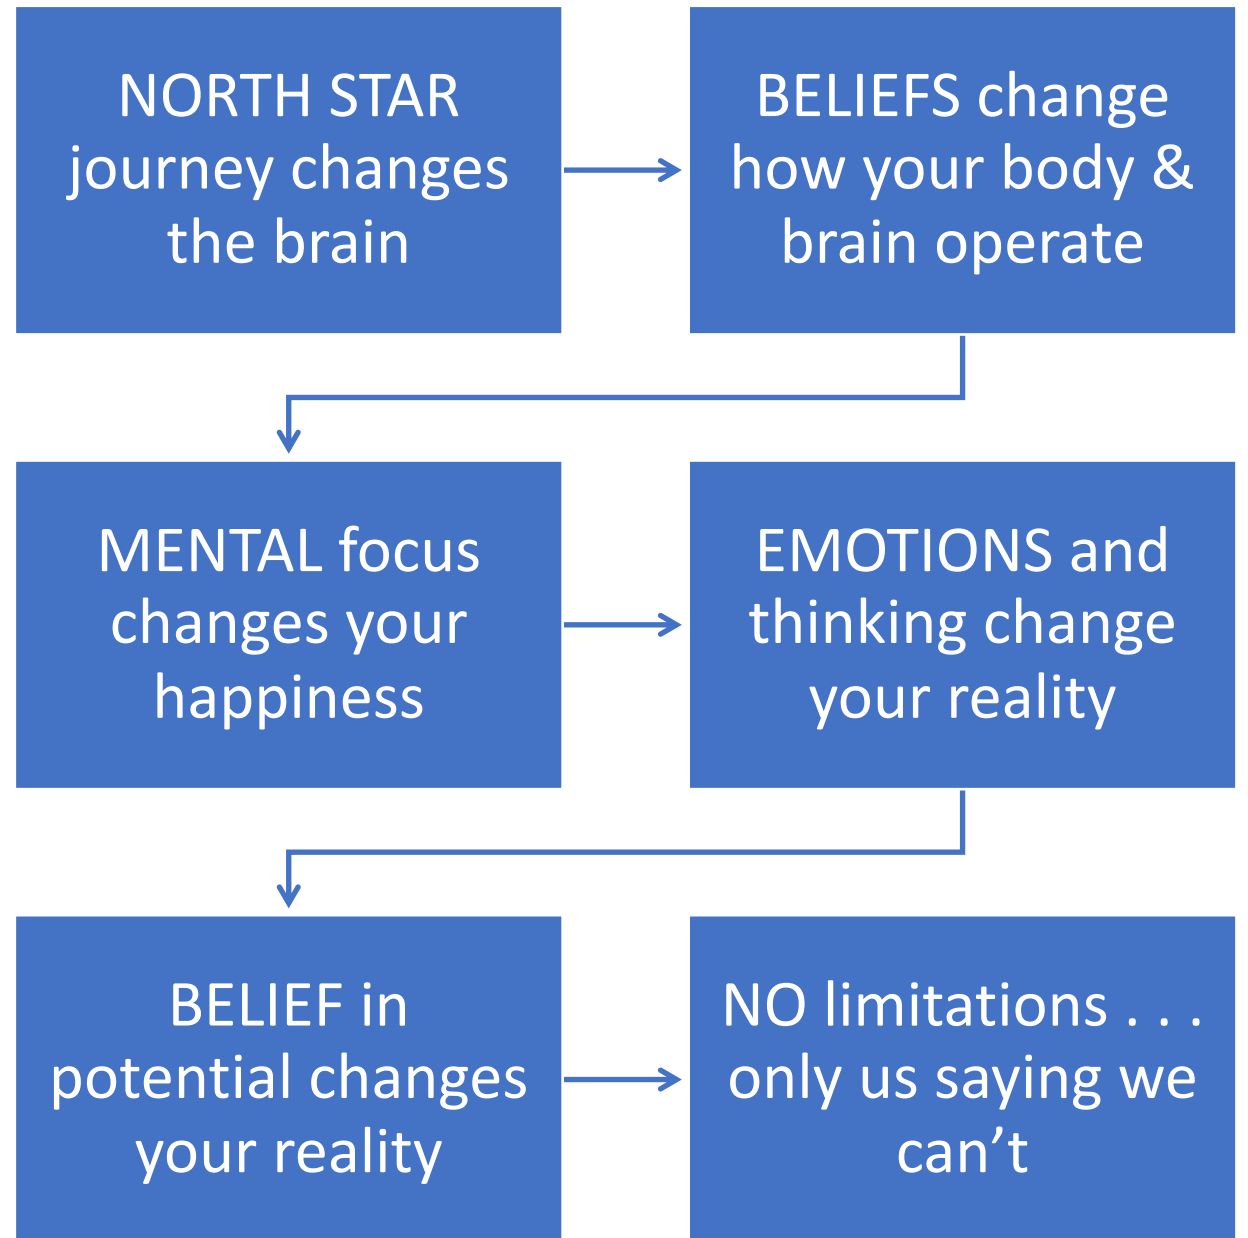 NORTH STAR
journey changes
the brain
BELIEFS change
how your body &
brain operate
MENTAL focus
changes your
happiness
EMOTIONS and
thinking change
your reality
BELIEF in
potential changes
your reality
NO limitations . . .
only us saying we
can’t